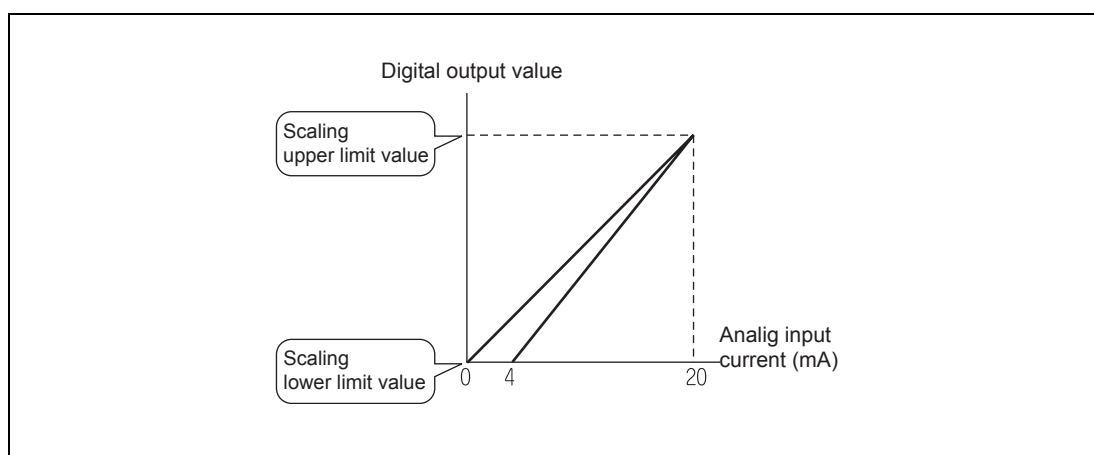 Digital output value
Scaling
upper limit value
Analig input
current (mA)
Scaling
lower limit value
0 4 20